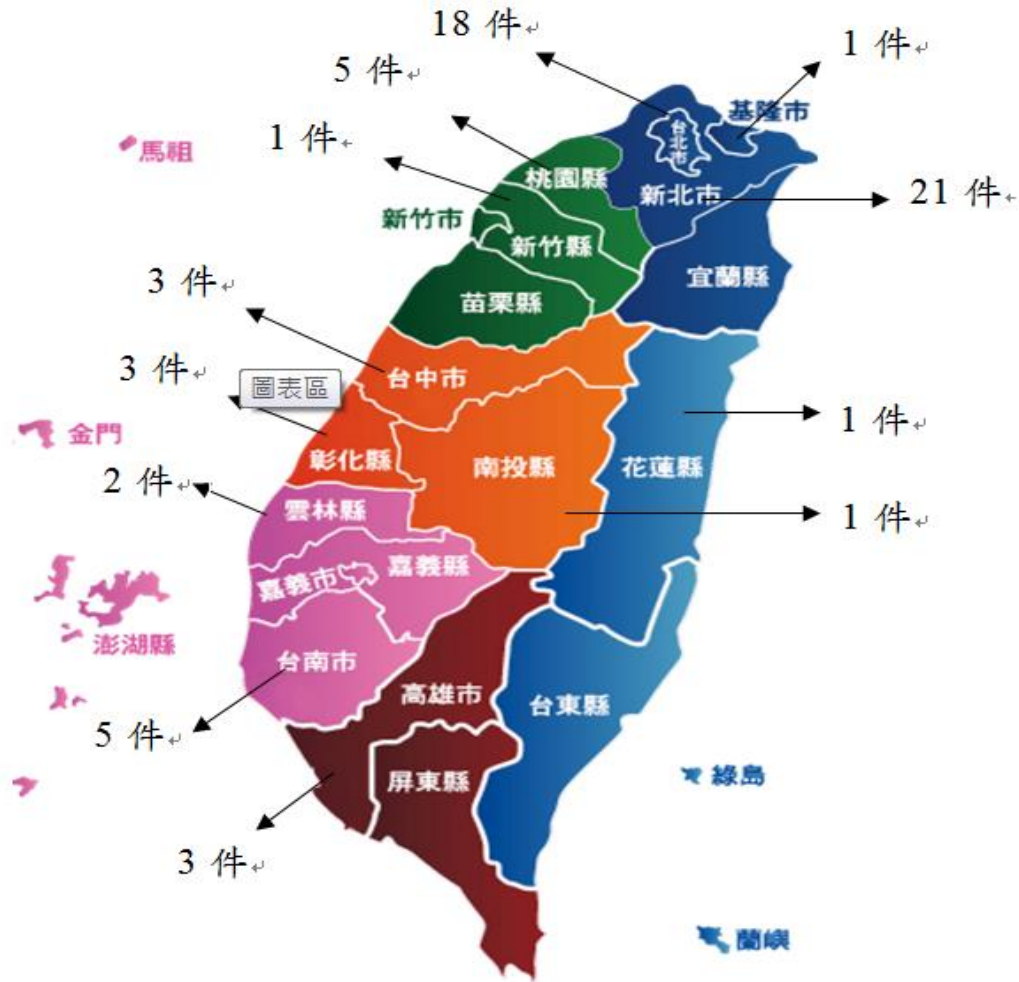 18 件
1 件
5 件
基隆市
台北市
1 件
馬祖
桃園縣
新北市
21 件
新竹市
新竹縣
宜蘭縣
3 件
苗栗縣
3 件
台中市
圖表區
1 件
金門
彰化縣
南投縣
花蓮縣
2 件
雲林縣
1 件
嘉義市
嘉義縣
澎湖縣
台南市
高雄市
台東縣
5 件
屏東縣
綠島
3 件
蘭嶼